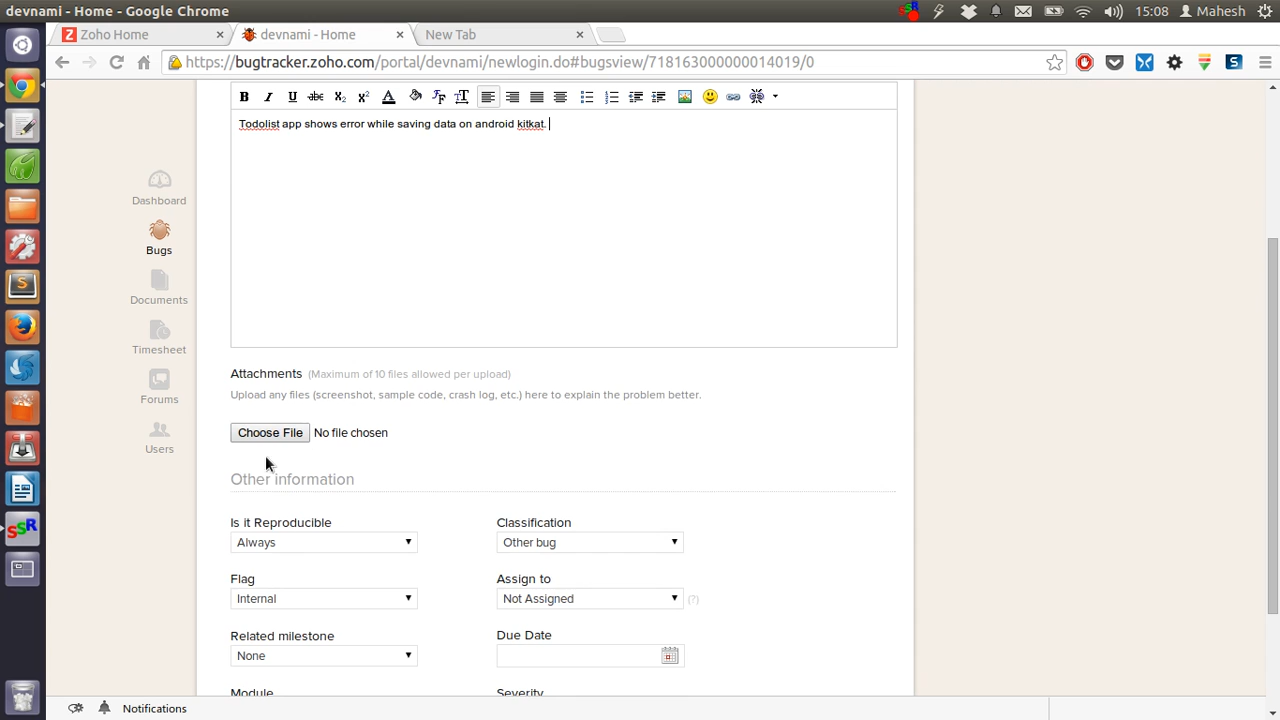 devnami - Home - Google Chrome
15:08 Mahesh
Zoho Home
devnami - Home
New Tab
https://bugtracker.zoho.com/portal/devnami/newlogin.do#bugsview/718163000000014019/0
Todolist app shows error while saving data on android kitkat.
Dashboard
Bugs
Documents
Timesheet
Forums
Users
Attachments (Maximum of 10 files allowed per upload)
Upload any files (screenshot, sample code, crash log, etc.) here to explain the problem better.
Choose File No file chosen
Other information
Is it Reproducible Classification
Always Other bug
Flag Assign to
Internal Not Assigned (?)
Related milestone Due Date
None
Module Severity
Notifications